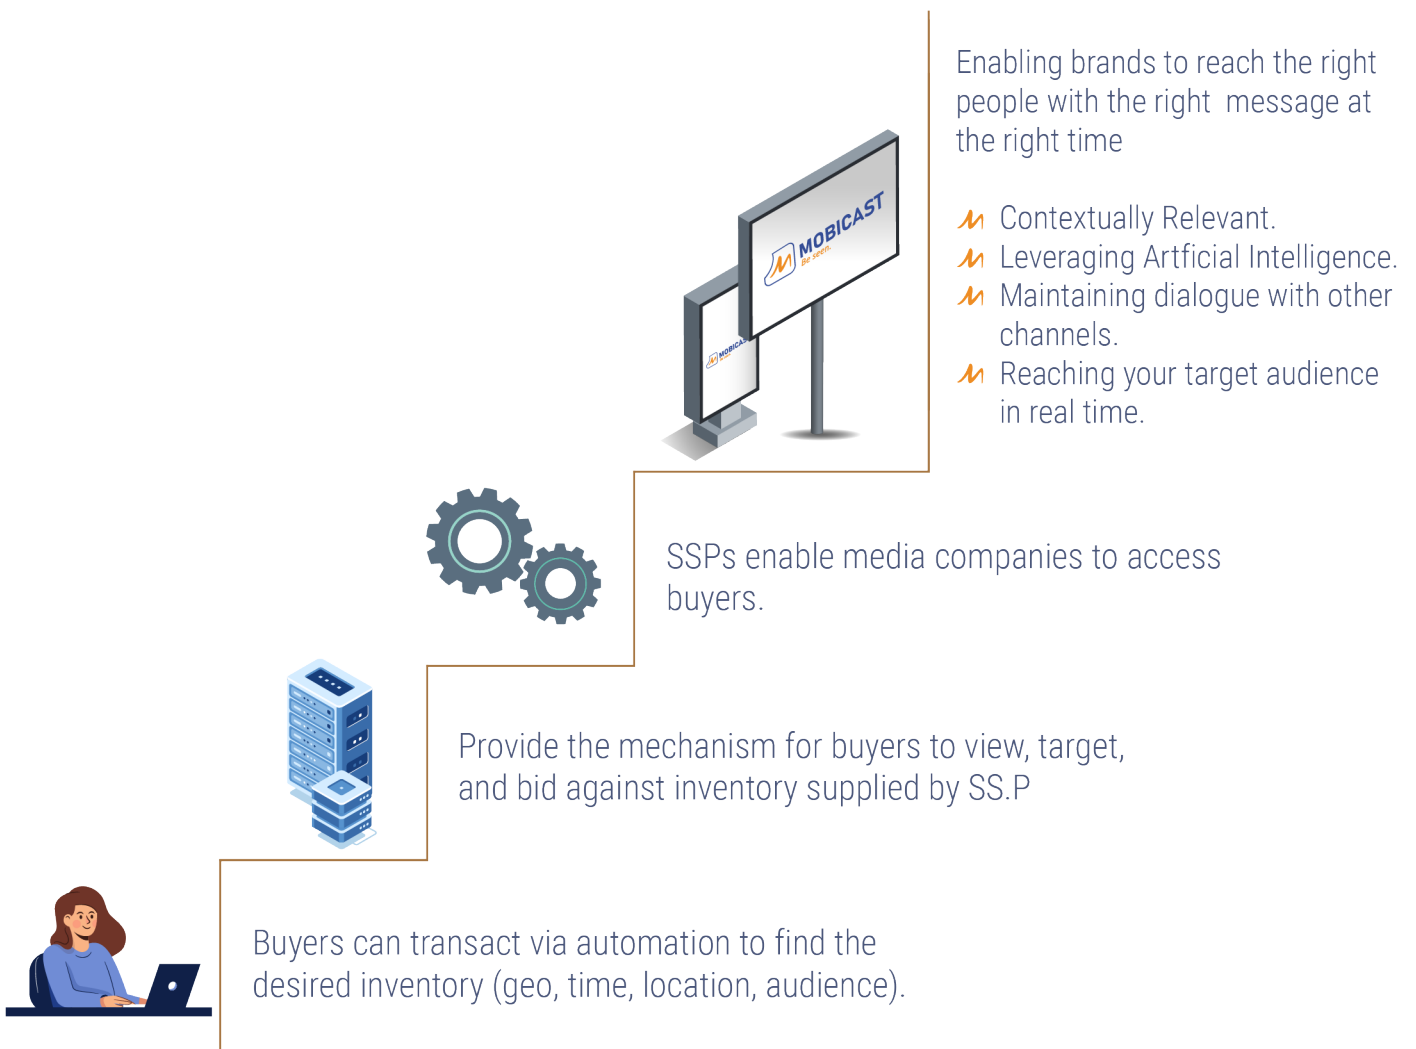 Enabling brands to reach the right
people with the right message at
the right time
Contextually Relevant.
Leveraging Artficial Intelligence.
Maintaining dialogue with other
channels.
Reaching your target audience
in real time.
MOBICAST
Be seen.
MOBICAS
SSPs enable media companies to access
buyers.
Provide the mechanism for buyers to view, target,
and bid against inventory supplied by SS.P
Buyers can transact via automation to find the
desired inventory (geo, time, location, audience).